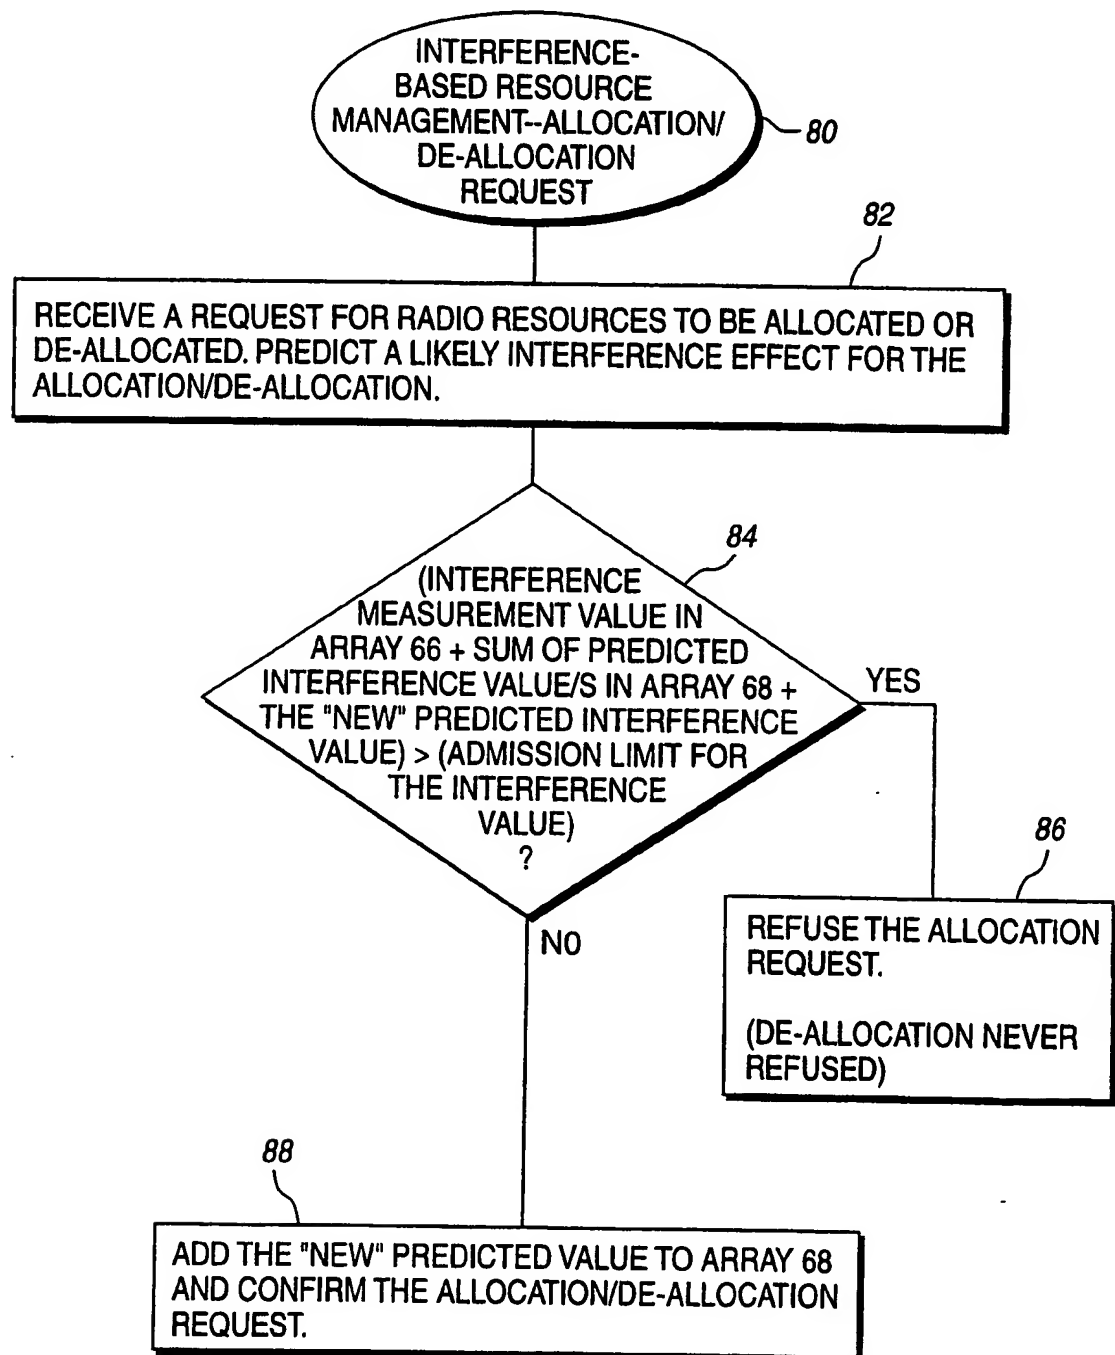 INTERFERENCE-
BASED RESOURCE
MANAGEMENT--ALLOCATION/
DE-ALLOCATION
REQUEST
80
82
RECEIVE A REQUEST FOR RADIO RESOURCES TO BE ALLOCATED OR
DE-ALLOCATED. PREDICT A LIKELY INTERFERENCE EFFECT FOR THE
ALLOCATION/DE-ALLOCATION.
84
(INTERFERENCE
MEASUREMENT VALUE IN
ARRAY 66 + SUM OF PREDICTED
INTERFERENCE VALUE/S IN ARRAY 68 +
THE "NEW" PREDICTED INTERFERENCE
VALUE) > (ADMISSION LIMIT FOR
THE INTERFERENCE
VALUE)
?
YES
NO
86
REFUSE THE ALLOCATION
REQUEST.
(DE-ALLOCATION NEVER
REFUSED)
88
ADD THE "NEW" PREDICTED VALUE TO ARRAY 68
AND CONFIRM THE ALLOCATION/DE-ALLOCATION
REQUEST.